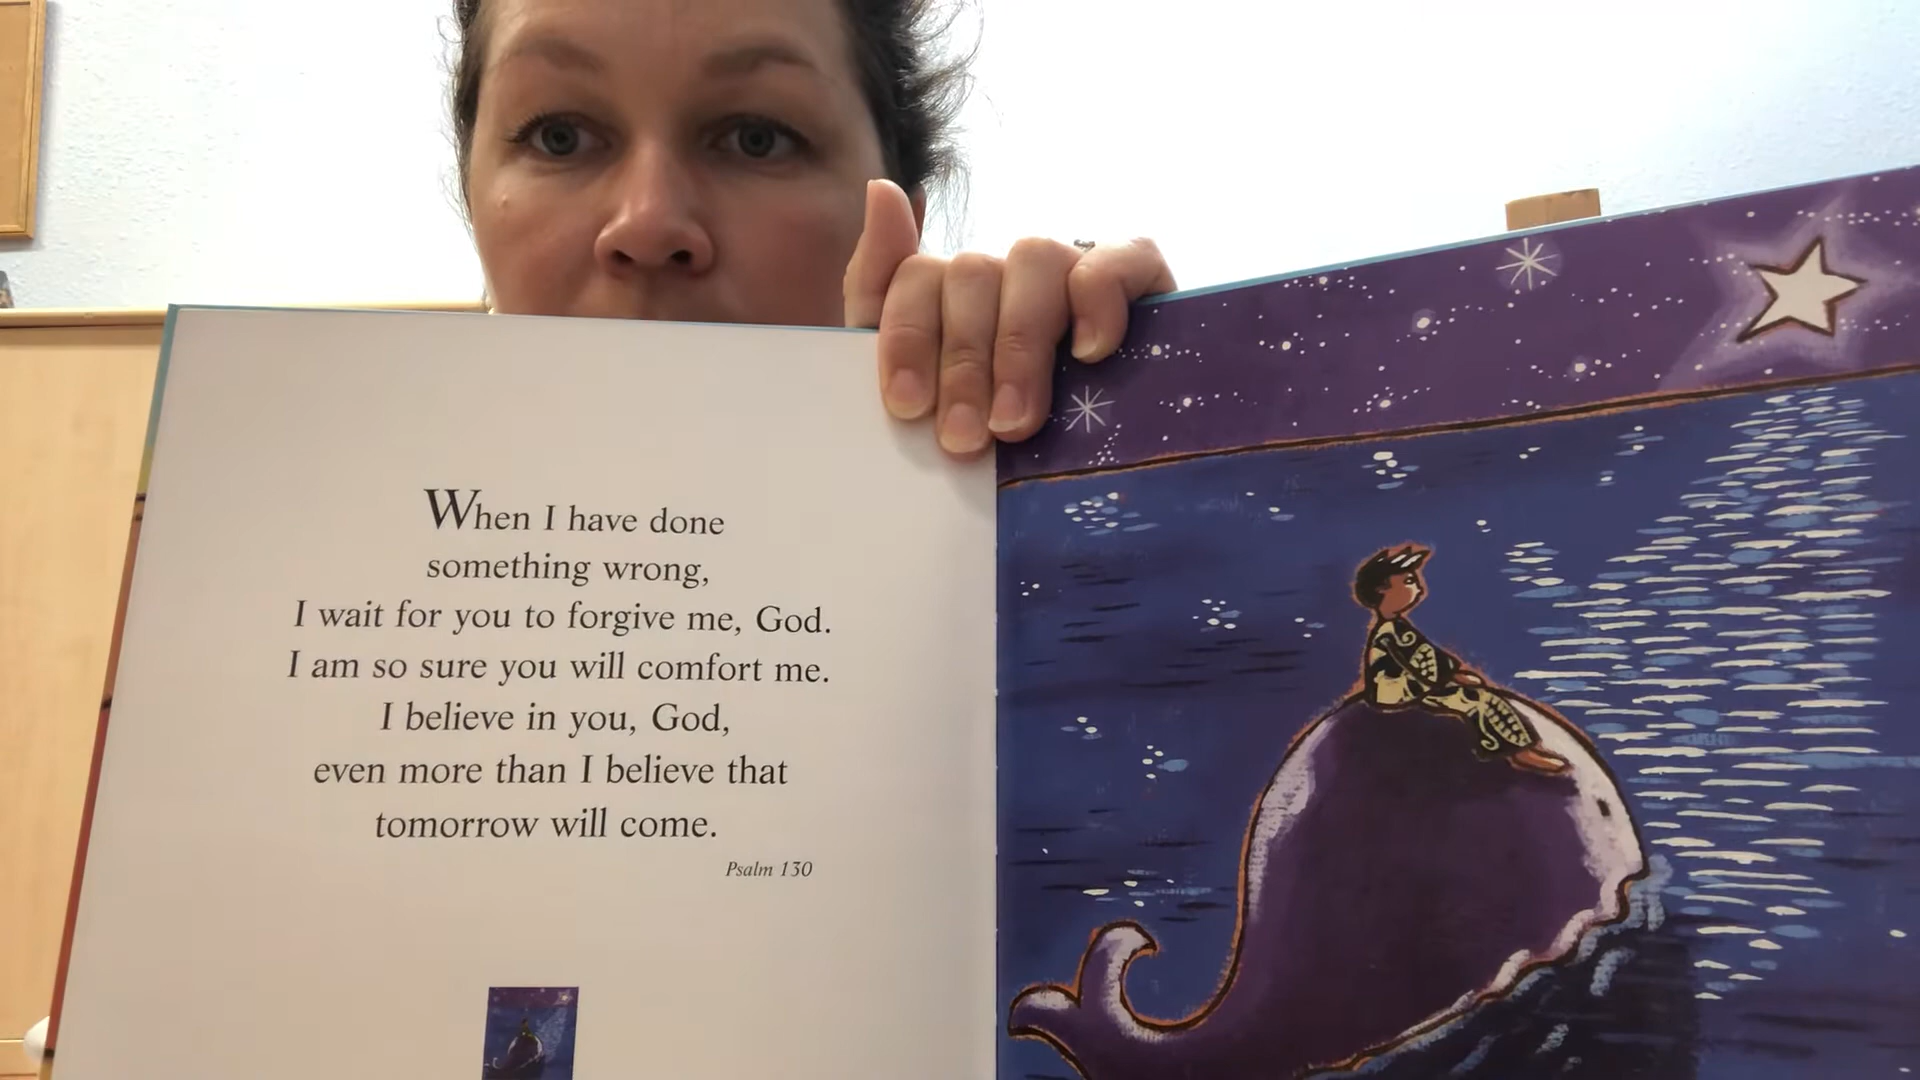 When I have done
something wrong,
I wait for you to forgive me, God.
I am so sure you will comfort me.
I believe in you, God,
even more than I believe that
tomorrow will come.
Psalm 130